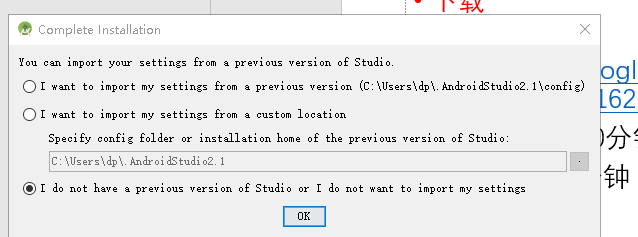 • 下载
Complete Installation
You can import your settings from a previous version of Studio.
I want to import my settings from a previous version (C:\Users\dp\.AndroidStudio2.1\config)
I want to import my settings from a custom location
Specify config folder or installation home of the previous version of Studio:
C:\Users\dp\.AndroidStudio2.1
.
I do not have a previous version of Studio or I do not want to import my settings
OK
oogl
162
0分
钟